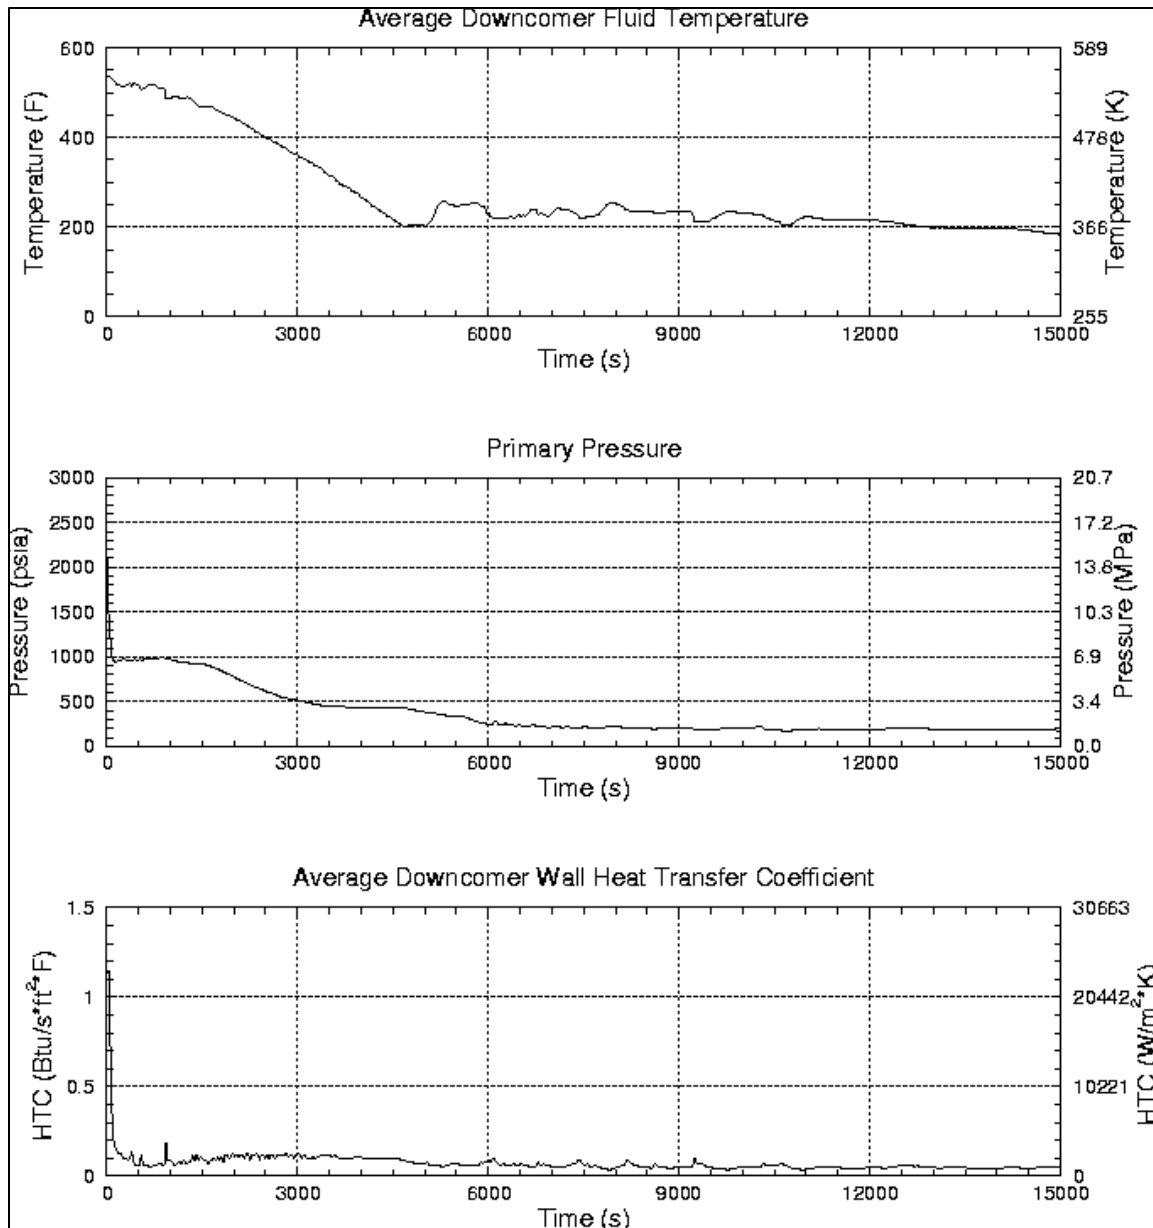 Average Downcomer Fluid Temperature
Temperature (F)
600
400
200
0
589
478
366
255
Temperature (K)
0 3000 6000 9000 12000 15000
Time (s)
Primary Pressure
Pressure (psia)
3000
2500
2000
1500
1000
500
0
20.7
17.2
13.8
10.3
6.9
3.4
0.0
Pressure (MPa)
0 3000 6000 9000 12000 15000
Time (s)
Average Downcomer Wall Heat Transfer Coefficient
HTC (Btu/s*ft²*F)
1.5
1
0.5
0
30663
20442
10221
0
HTC (W/m²*K)
0 3000 6000 9000 12000 15000
Time (s)